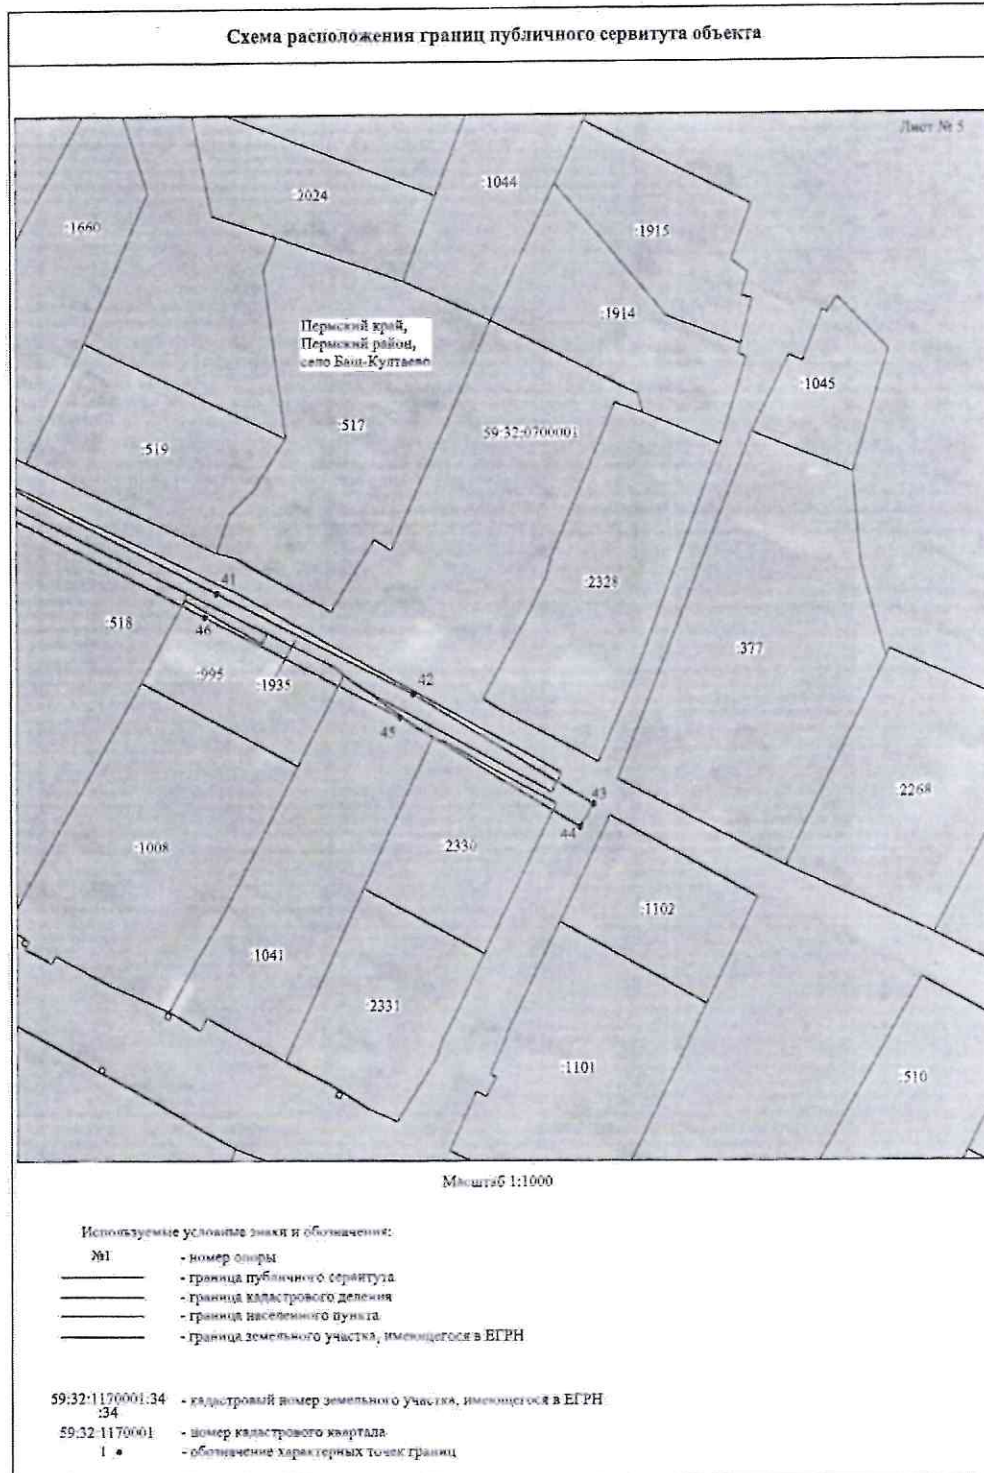 Схема расположения границ публичного сервитута объекта
Лист № 5
:1044
:2024
:1660
:1915
:1914
Пермский край,
Пермский район,
село Баш-Култаево
:1045
:517
59:32:0700001
:519
:2328
41
:518
46
:377
:995
:1935
42
45
43
:2268
44
:1008
:2330
:1102
:1041
:2331
:1101
:510
Масштаб 1:1000
Используемые условные знаки и обозначения:
№1 - номер опоры
- граница публичного сервитута
- граница кадастрового деления
- граница населенного пункта
- граница земельного участка, имеющегося в ЕГРН
59:32:1170001:34 - кадастровый номер земельного участка, имеющегося в ЕГРН
:34
59:32:1170001 - номер кадастрового квартала
1 • - обозначение характерных точек границ